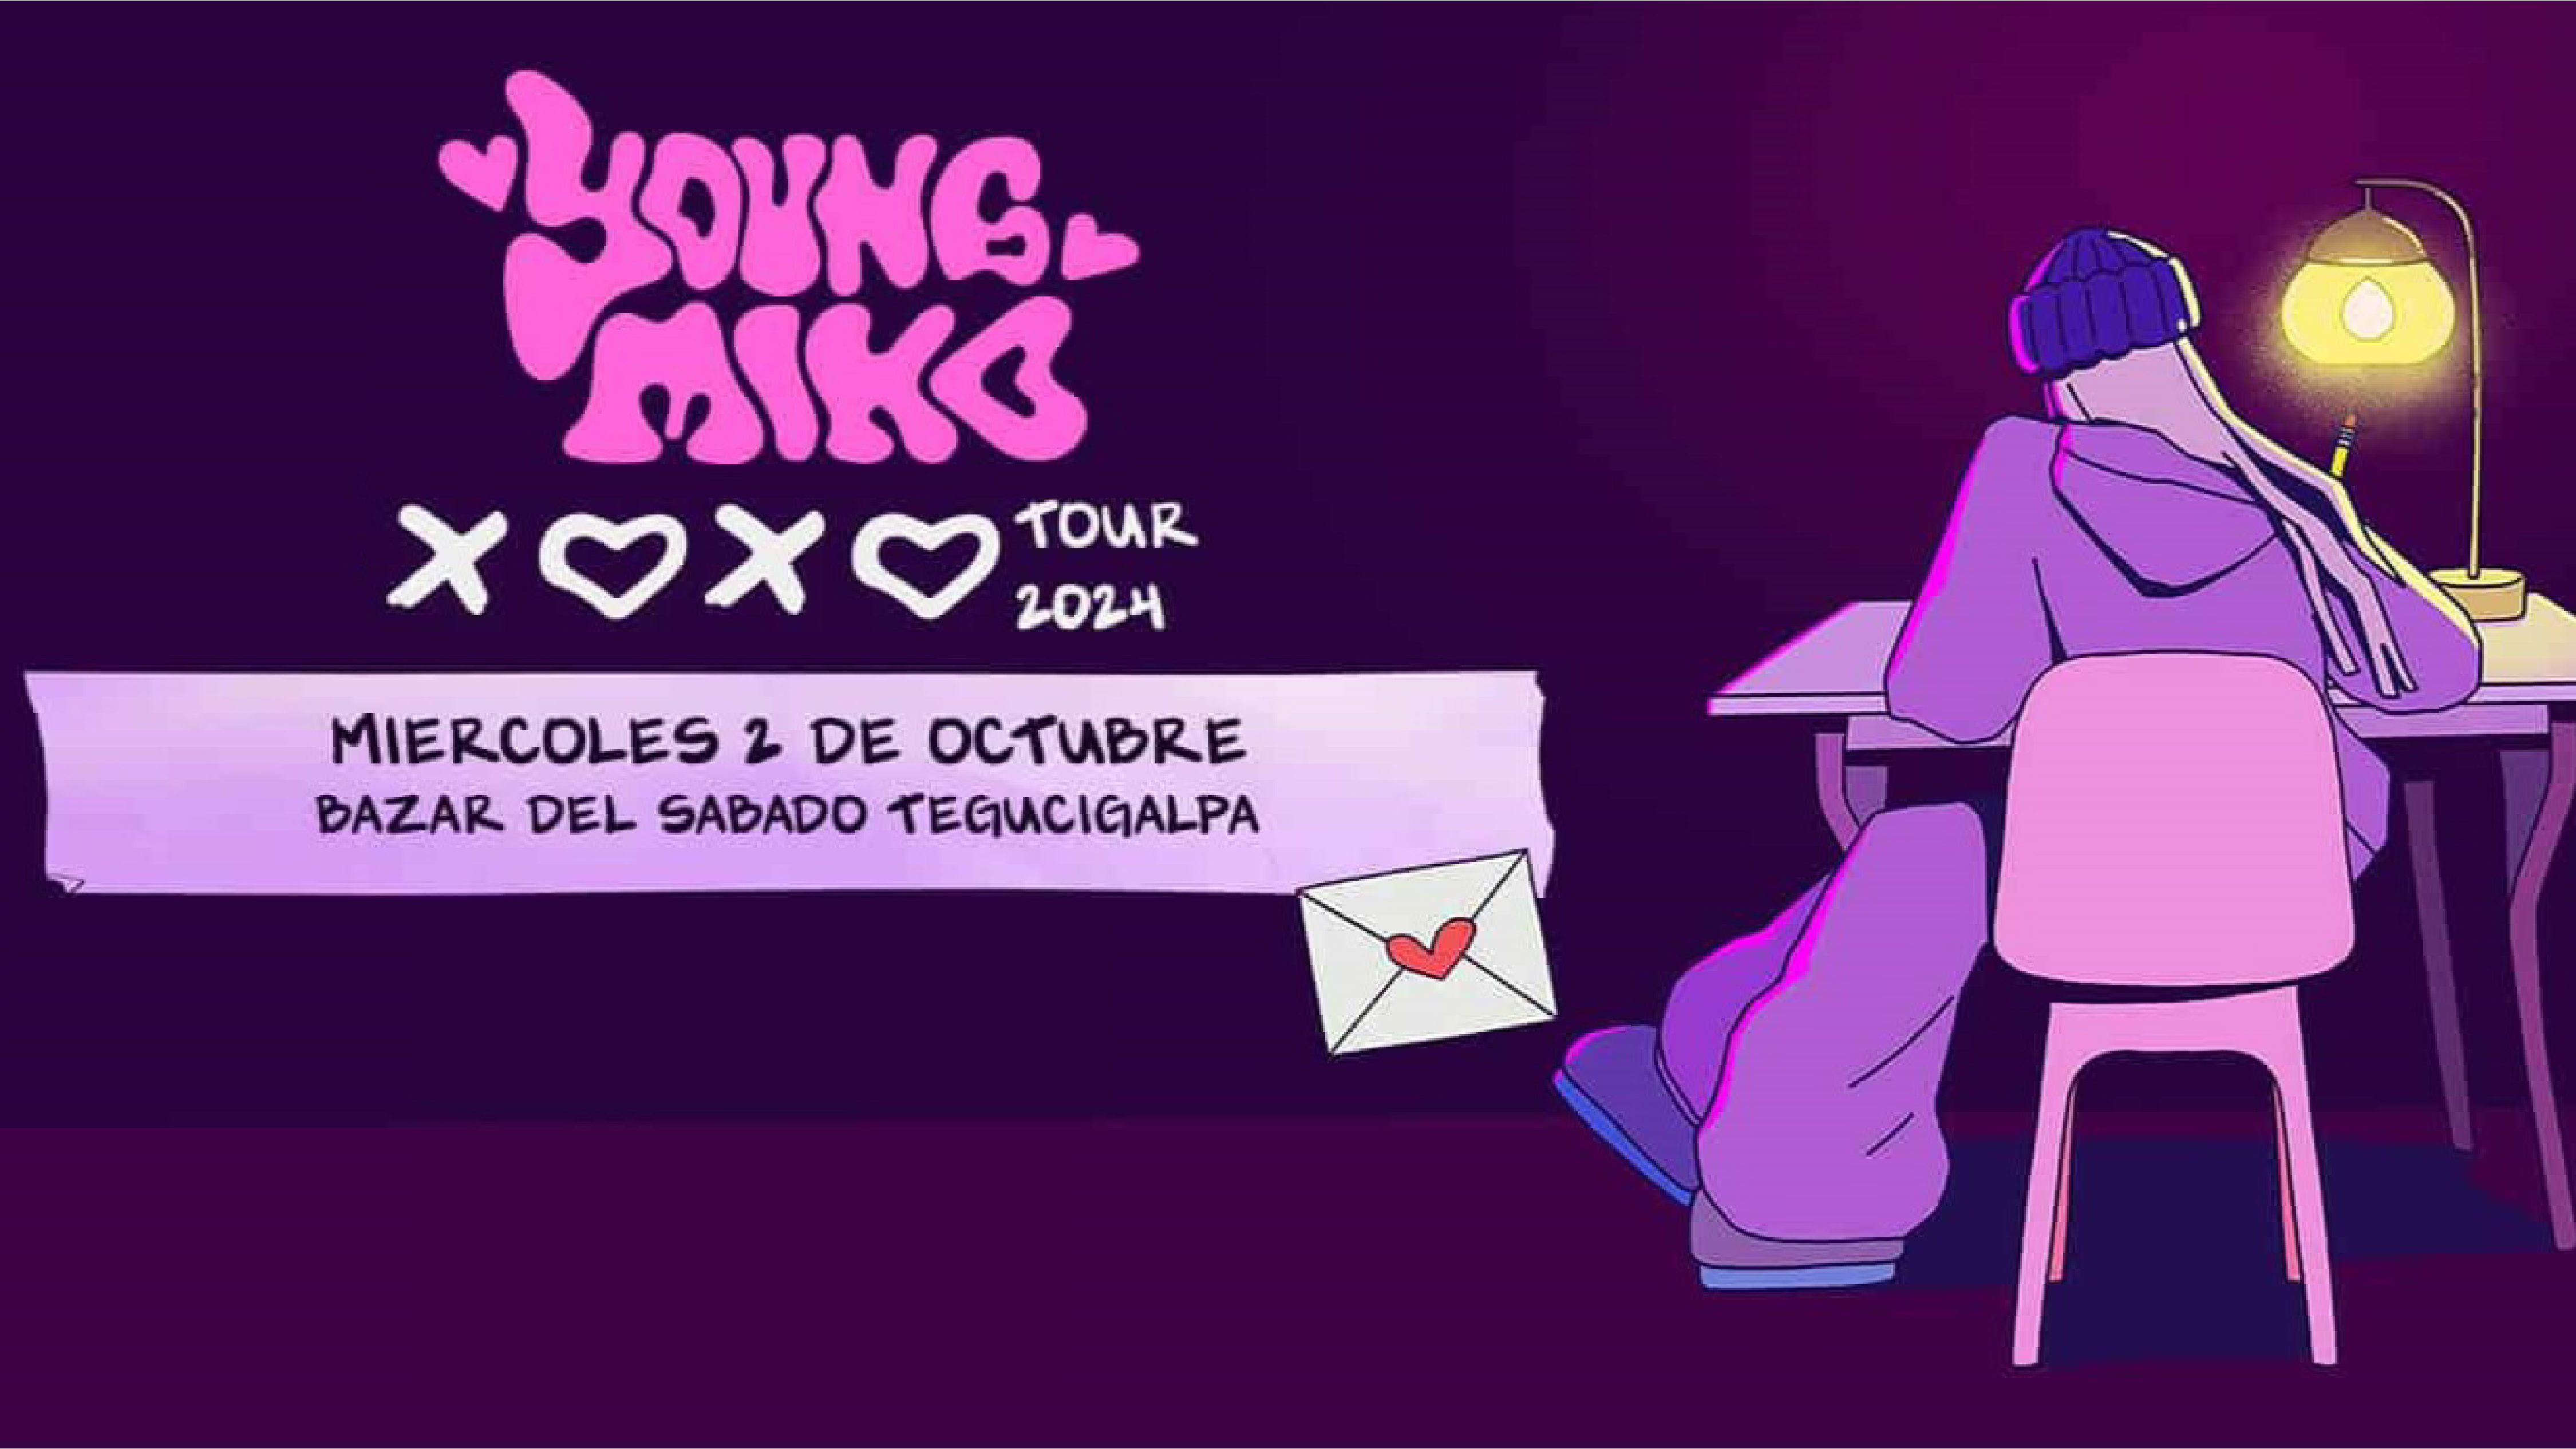 YOUNG
MIKO
XOXO TOUR
2024
MIERCOLES 2 DE OCTUBRE
BAZAR DEL SABADO TEGUCIGALPA